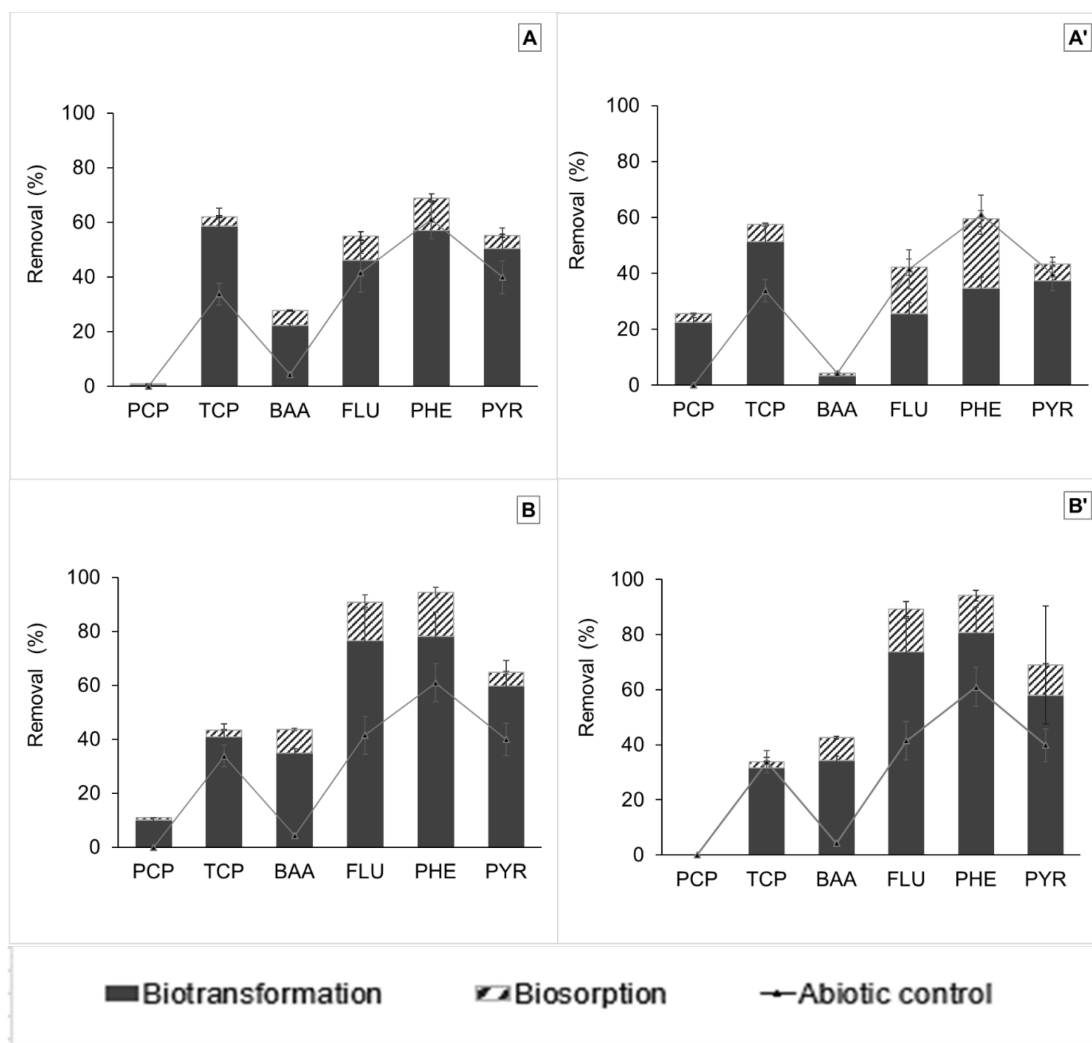 A
Removal (%)
100
80
60
40
20
0
PCP TCP BAA FLU PHE PYR
A'
Removal (%)
100
80
60
40
20
0
PCP TCP BAA FLU PHE PYR
B
Removal (%)
100
80
60
40
20
0
PCP TCP BAA FLU PHE PYR
B'
Removal (%)
100
80
60
40
20
0
PCP TCP BAA FLU PHE PYR
Biotransformation Biosorption Abiotic control